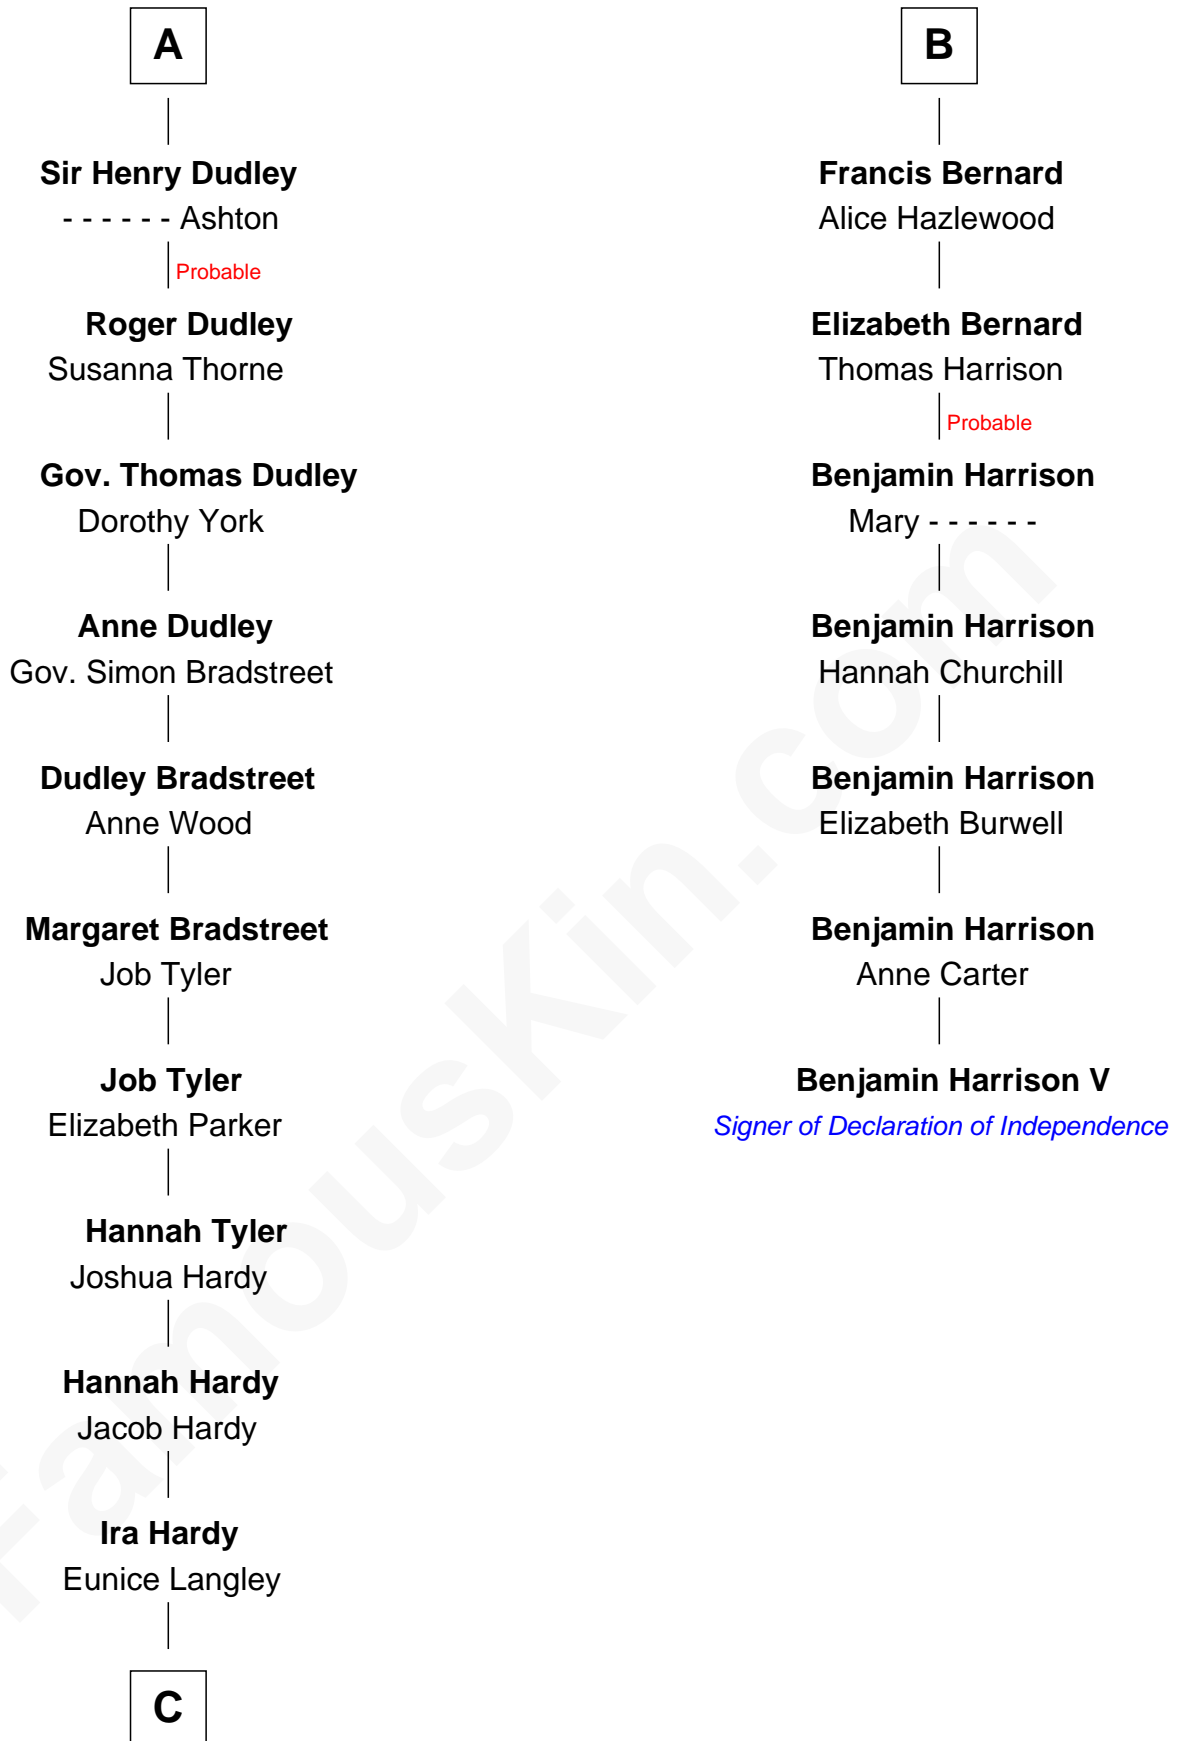 A
Sir Henry Dudley
- - - - - - Ashton
Probable
Roger Dudley
Susanna Thorne
Gov. Thomas Dudley
Dorothy York
Anne Dudley
Gov. Simon Bradstreet
Dudley Bradstreet
Anne Wood
Margaret Bradstreet
Job Tyler
Job Tyler
Elizabeth Parker
Hannah Tyler
Joshua Hardy
Hannah Hardy
Jacob Hardy
Ira Hardy
Eunice Langley
C
B
Francis Bernard
Alice Hazlewood
Elizabeth Bernard
Thomas Harrison
Probable
Benjamin Harrison
Mary - - - - - -
Benjamin Harrison
Hannah Churchill
Benjamin Harrison
Elizabeth Burwell
Benjamin Harrison
Anne Carter
Benjamin Harrison V
Signer of Declaration of Independence
FamousKin.com